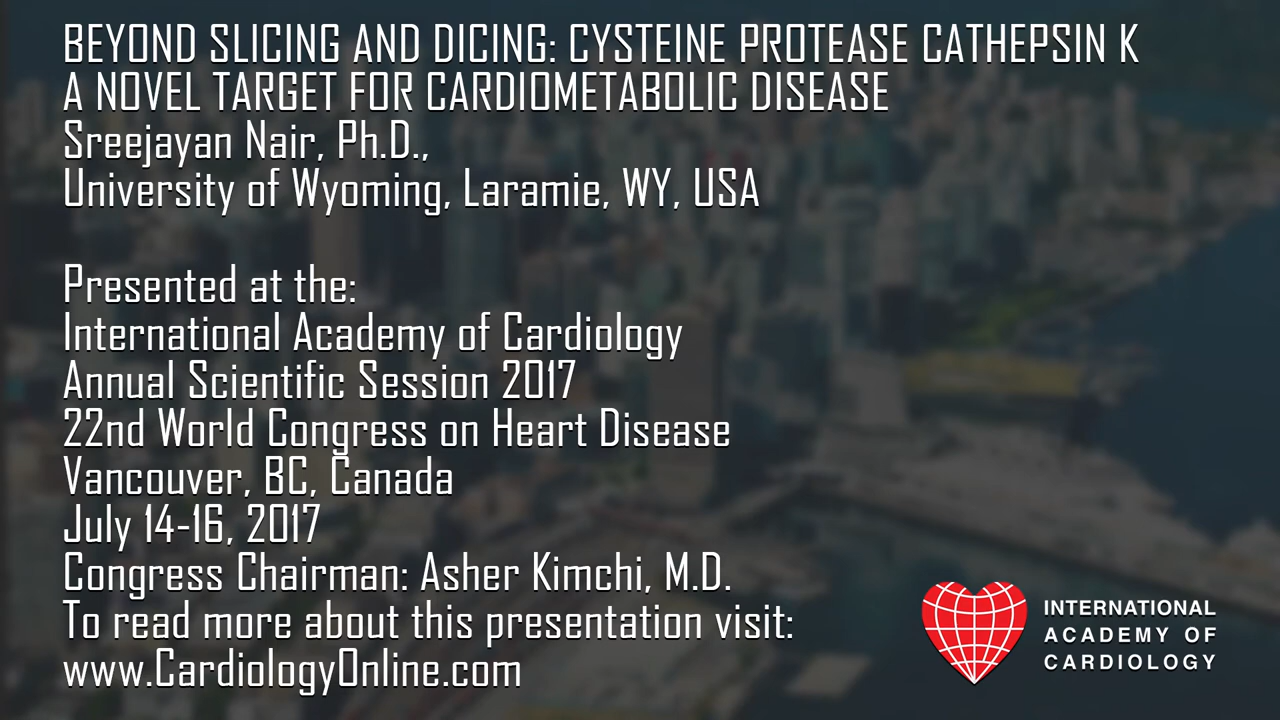 BEYOND SLICING AND DICING: CYSTEINE PROTEASE CATHEPSIN K
A NOVEL TARGET FOR CARDIOMETABOLIC DISEASE
Sreejayan Nair, Ph.D.,
University of Wyoming, Laramie, WY, USA
Presented at the:
International Academy of Cardiology
Annual Scientific Session 2017
22nd World Congress on Heart Disease
Vancouver, BC, Canada
July 14-16, 2017
Congress Chairman: Asher Kimchi, M.D.
To read more about this presentation visit:
www.CardiologyOnline.com
INTERNATIONAL
ACADEMY OF
CARDIOLOGY